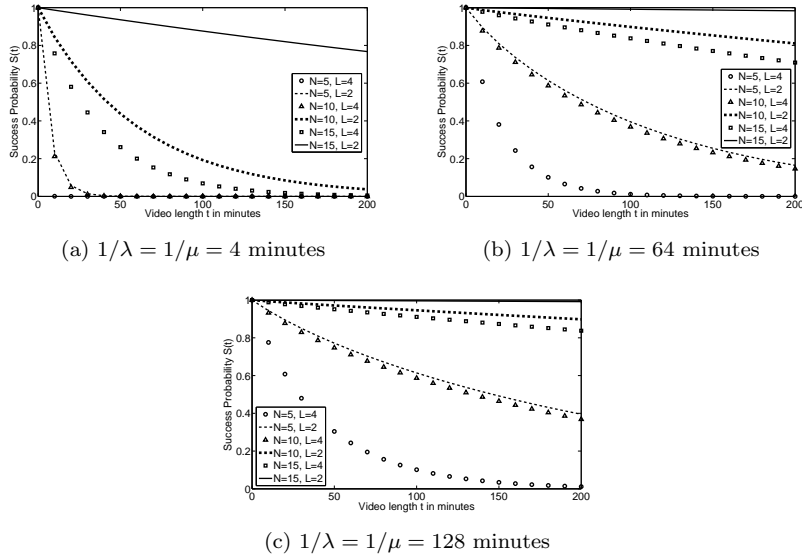 1
0.8
0.6
0.4
0.2
0
0 50 100 150 200
Success Probability S(t)
Video length t in minutes
N=5, L=4
N=5, L=2
N=10, L=4
N=10, L=2
N=15, L=4
N=15, L=2
(a) 1/λ = 1/μ = 4 minutes
1
0.8
0.6
0.4
0.2
0
0 50 100 150 200
Success Probability S(t)
Video length t in minutes
N=5, L=4
N=5, L=2
N=10, L=4
N=10, L=2
N=15, L=4
N=15, L=2
(b) 1/λ = 1/μ = 64 minutes
1
0.8
0.6
0.4
0.2
0
0 50 100 150 200
Success Probability S(t)
Video length t in minutes
N=5, L=4
N=5, L=2
N=10, L=4
N=10, L=2
N=15, L=4
N=15, L=2
(c) 1/λ = 1/μ = 128 minutes